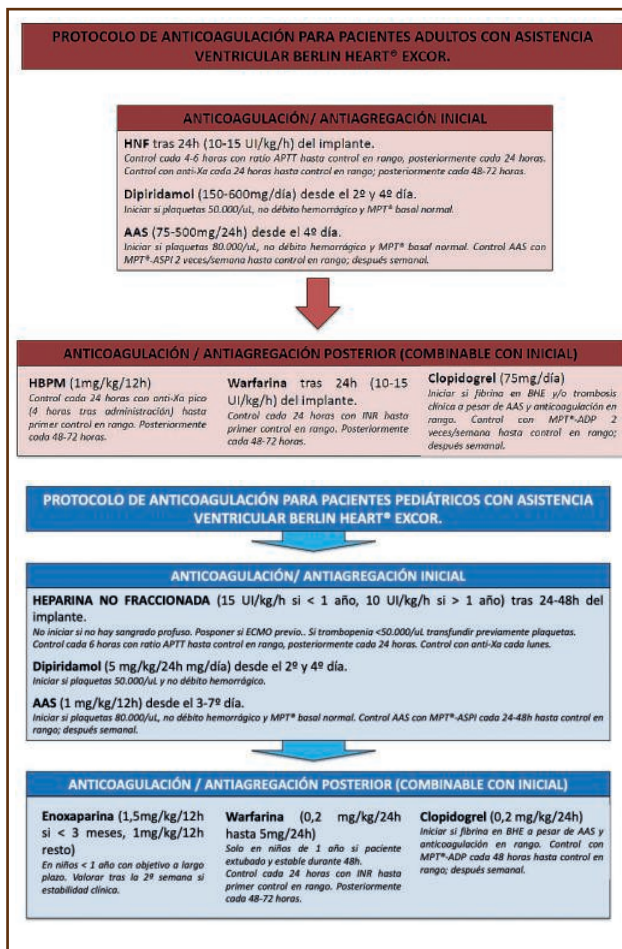 PROTOCOLO DE ANTICOAGULACIÓN PARA PACIENTES ADULTOS CON ASISTENCIA
VENTRICULAR BERLIN HEART® EXCOR.
ANTICOAGULACIÓN/ ANTIAGREGACIÓN INICIAL
HNF tras 24h (10-15 UI/kg/h) del implante.
Control cada 4-6 horas con ratio APTT hasta control en rango, posteriormente cada 24 horas.
Control con anti-Xa cada 24 horas hasta control en rango; posteriormente cada 48-72 horas.
Dipiridamol (150-600mg/día) desde el 2º y 4º día.
Iniciar si plaquetas 50.000/uL, no débito hemorrágico y MPT® basal normal.
AAS (75-500mg/24h) desde el 4º día.
Iniciar si plaquetas 80.000/uL, no débito hemorrágico y MPT® basal normal. Control AAS con
MPT®-ASPI 2 veces/semana hasta control en rango; después semanal.
ANTICOAGULACIÓN / ANTIAGREGACIÓN POSTERIOR (COMBINABLE CON INICIAL)
HBPM (1mg/kg/12h)
Control cada 24 horas con anti-Xa pico
(4 horas tras administración) hasta
primer control en rango. Posteriormente
cada 48-72 horas.
Warfarina tras 24h (10-15
UI/kg/h) del implante.
Control cada 24 horas con INR hasta
primer control en rango. Posteriormente
cada 48-72 horas.
Clopidogrel (75mg/día)
Iniciar si fibrina en BHE y/o trombosis
clínica a pesar de AAS y anticoagulación en
rango. Control con MPT®-ADP 2
veces/semana hasta control en rango;
después semanal.
PROTOCOLO DE ANTICOAGULACIÓN PARA PACIENTES PEDIÁTRICOS CON ASISTENCIA
VENTRICULAR BERLIN HEART® EXCOR.
ANTICOAGULACIÓN/ ANTIAGREGACIÓN INICIAL
HEPARINA NO FRACCIONADA (15 UI/kg/h si < 1 año, 10 UI/kg/h si > 1 año) tras 24-48h del
implante.
No iniciar si no hay sangrado profuso. Posponer si ECMO previo.. Si trombopenia <50.000/uL transfundir previamente plaquetas.
Control cada 6 horas con ratio APTT hasta control en rango, posteriormente cada 24 horas. Control con anti-Xa cada lunes.
Dipiridamol (5 mg/kg/24h mg/día) desde el 2º y 4º día.
Iniciar si plaquetas 50.000/uL y no débito hemorrágico.
AAS (1 mg/kg/12h) desde el 3-7º día.
Iniciar si plaquetas 80.000/uL, no débito hemorrágico y MPT® basal normal. Control AAS con MPT®-ASPI cada 24-48h hasta control en
rango; después semanal.
ANTICOAGULACIÓN / ANTIAGREGACIÓN POSTERIOR (COMBINABLE CON INICIAL)
Enoxaparina (1,5mg/kg/12h
si < 3 meses, 1mg/kg/12h
resto)
En niños < 1 año con objetivo a largo
plazo. Valorar tras la 2ª semana si
estabilidad clínica.
Warfarina (0,2 mg/kg/24h
hasta 5mg/24h)
Solo en niños de 1 año si paciente
extubado y estable durante 48h.
Control cada 24 horas con INR hasta
primer control en rango. Posteriormente
cada 48-72 horas.
Clopidogrel (0,2 mg/kg/24h)
Iniciar si fibrina en BHE a pesar de AAS y
anticoagulación en rango. Control con
MPT®-ADP cada 48 horas hasta control en
rango; después semanal.